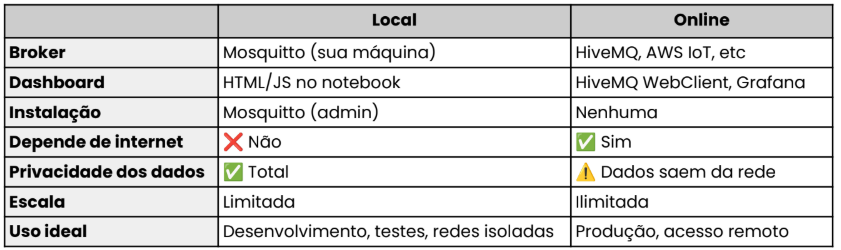 Local Online
Broker Mosquitto (sua máquina) HiveMQ, AWS IoT, etc
Dashboard HTML/JS no notebook HiveMQ WebClient, Grafana
Instalação Mosquitto (admin) Nenhuma
Depende de internet ❌ Não ✅ Sim
Privacidade dos dados ✅ Total ⚠️ Dados saem da rede
Escala Limitada Ilimitada
Uso ideal Desenvolvimento, testes, redes isoladas Produção, acesso remoto